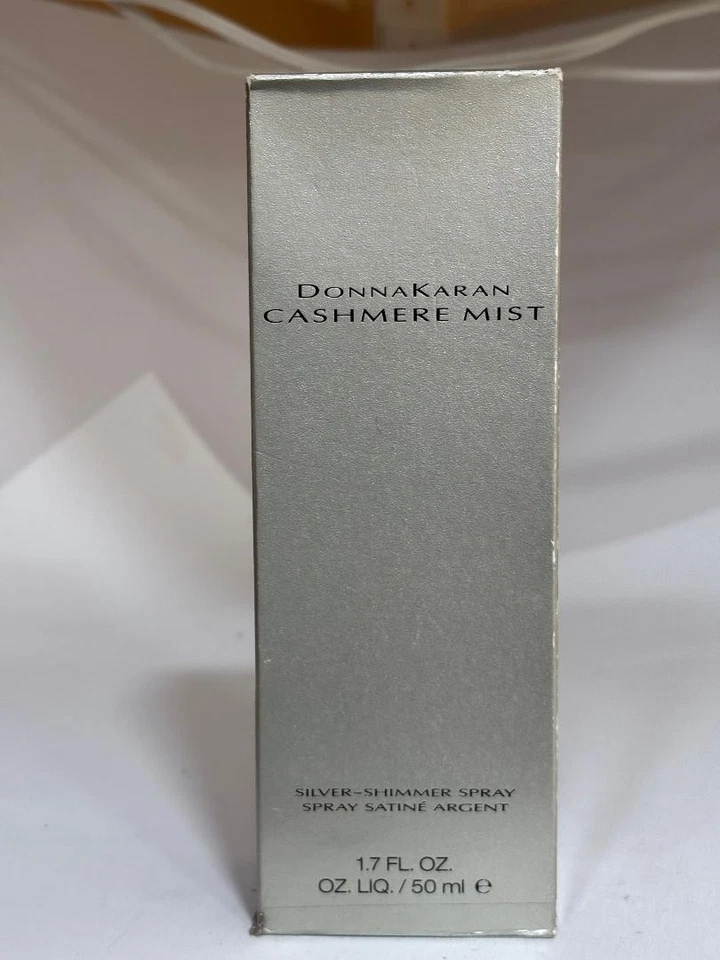 DONNAKARAN
CASHMERE MIST
SILVER-SHIMMER SPRAY
SPRAY SATINÉ ARGENT
1.7 FL. OZ.
OZ. LIQ. / 50 ml ℮